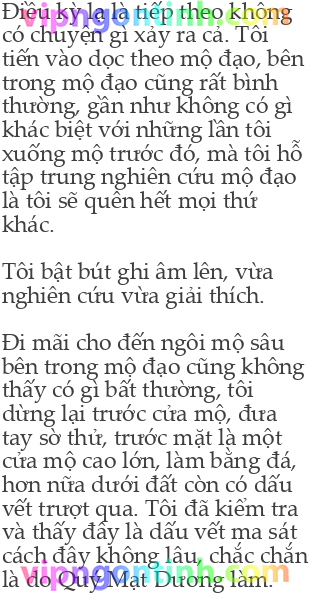 Điều kỳ lạ là tiếp theo không
có chuyện gì xảy ra cả. Tôi
tiến vào dọc theo mộ đạo, bên
trong mộ đạo cũng rất bình
thường, gần như không có gì
khác biệt với những lần tôi
xuống mộ trước đó, mà tôi hễ
tập trung nghiên cứu mộ đạo
là tôi sẽ quên hết mọi thứ
khác.
Tôi bật bút ghi âm lên, vừa
nghiên cứu vừa giải thích.
Đi mãi cho đến ngôi mộ sâu
bên trong mộ đạo cũng không
thấy có gì bất thường, tôi
dừng lại trước cửa mộ, đưa
tay sờ thử, trước mặt là một
cửa mộ cao lớn, làm bằng đá,
hơn nữa dưới đất còn có dấu
vết trượt qua. Tôi đã kiểm tra
và thấy đây là dấu vết ma sát
cách đây không lâu, chắc chắn
là do Quý Mạt Dương làm.
vipngontinh.com
vipngontinh.com